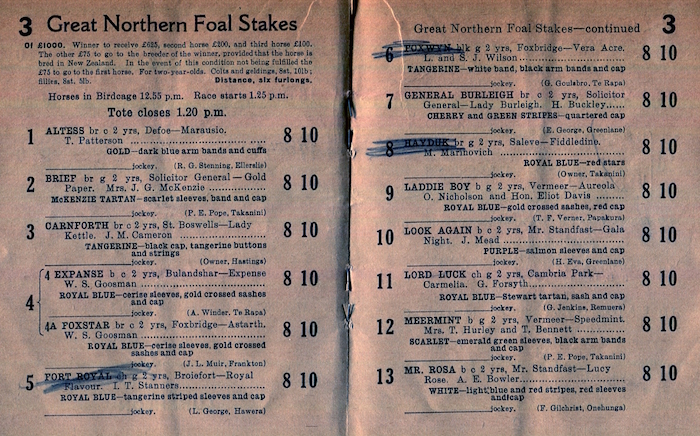 3 Great Northern Foal Stakes
Of £1000. Winner to receive £625, second horse £200, and third horse £100.
The other £75 to go to the breeder of the winner, provided that the horse is
bred in New Zealand. In the event of this condition not being fulfilled the
£75 to go to the first horse. For two-year-olds. Colts and geldings, 8st. 10lb;
fillies, 8st. 5lb. Distance, six furlongs.
Horses in Birdcage 12.55 p.m. Race starts 1.25 p.m.
Tote closes 1.20 p.m.
1 ALTESS br c 2 yrs, Defoe—Marausio.
T. Patterson 8 10
GOLD—dark blue arm bands and cuffs
jockey. (R. G. Stenning, Ellerslie)
2 BRIEF br g 2 yrs, Solicitor General—Gold
Paper. Mrs. J. G. McKenzie 8 10
McKENZIE TARTAN—scarlet sleeves, band and cap
jockey. (P. E. Pope, Takanini)
3 CARNFORTH br c 2 yrs, St. Boswells—Lady
Kettle. J. M. Cameron 8 10
TANGERINE—black cap, tangerine buttons
and strings
jockey. (Owner, Hastings)
4
4 EXPANSE b c 2 yrs, Bulandshar—Expense
W. S. Goosman 8 10
ROYAL BLUE—cerise sleeves, gold crossed sashes
and cap
jockey. (A. Winder, Te Rapa)
4A FOXSTAR br c 2 yrs, Foxbridge—Astarth.
W. S. Goosman 8 10
ROYAL BLUE—cerise sleeves, gold crossed
sashes and cap
jockey. (J. L. Muir, Frankton)
5 FORT ROYAL ch g 2 yrs, Broiefort—Royal
Flavour. I. T. Stanners 8 10
ROYAL BLUE—tangerine striped sleeves and cap
jockey. (L. George, Hawera)
Great Northern Foal Stakes—continued 3
6 FOXWYN blk g 2 yrs, Foxbridge—Vera Acre.
L. and S. J. Wilson 8 10
TANGERINE—white band, black arm bands and cap
jockey. (G. Goulsbro, Te Rapa)
7 GENERAL BURLEIGH br c 2 yrs, Solicitor
General—Lady Burleigh. H. Buckley 8 10
CHERRY and GREEN STRIPES—quartered cap
jockey. (E. George, Greenlane)
8 HAYDUK br g 2 yrs, Saleve—Fiddledine.
M. Marinovich 8 10
ROYAL BLUE—red stars
jockey. (Owner, Takanini)
9 LADDIE BOY b g 2 yrs, Vermeer—Aureola
O. Nicholson and Hon. Eliot Davis 8 10
ROYAL BLUE—gold crossed sashes, red cap
jockey. (T. F. Verner, Papakura)
10 LOOK AGAIN b c 2 yrs, Mr. Standfast—Gala
Night. J. Mead 8 10
PURPLE—salmon sleeves and cap
jockey. (H. Eva, Greenlane)
11 LORD LUCK ch g 2 yrs, Cambria Park—
Carmelia. G. Forsyth 8 10
ROYAL BLUE—Stewart tartan, sash and cap
jockey. (G. Jenkins, Remuera)
12 MEERMINT b g 2 yrs, Vermeer—Speedmint.
Mrs. T. Hurley and T. Bennett 8 10
SCARLET—emerald green sleeves, black arm bands
and cap
jockey. (P. E. Pope, Takanini)
13 MR. ROSA b c 2 yrs, Mr. Standfast—Lucy
Rose. A. E. Bowler 8 10
WHITE—light blue and red stripes, red sleeves
and cap
jockey. (F. Gilchrist, Onehunga)